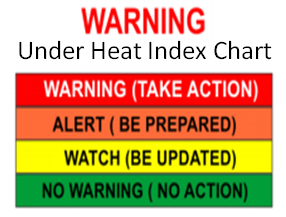 WARNING
Under Heat Index Chart
WARNING (TAKE ACTION)
ALERT ( BE PREPARED)
WATCH (BE UPDATED)
NO WARNING ( NO ACTION)